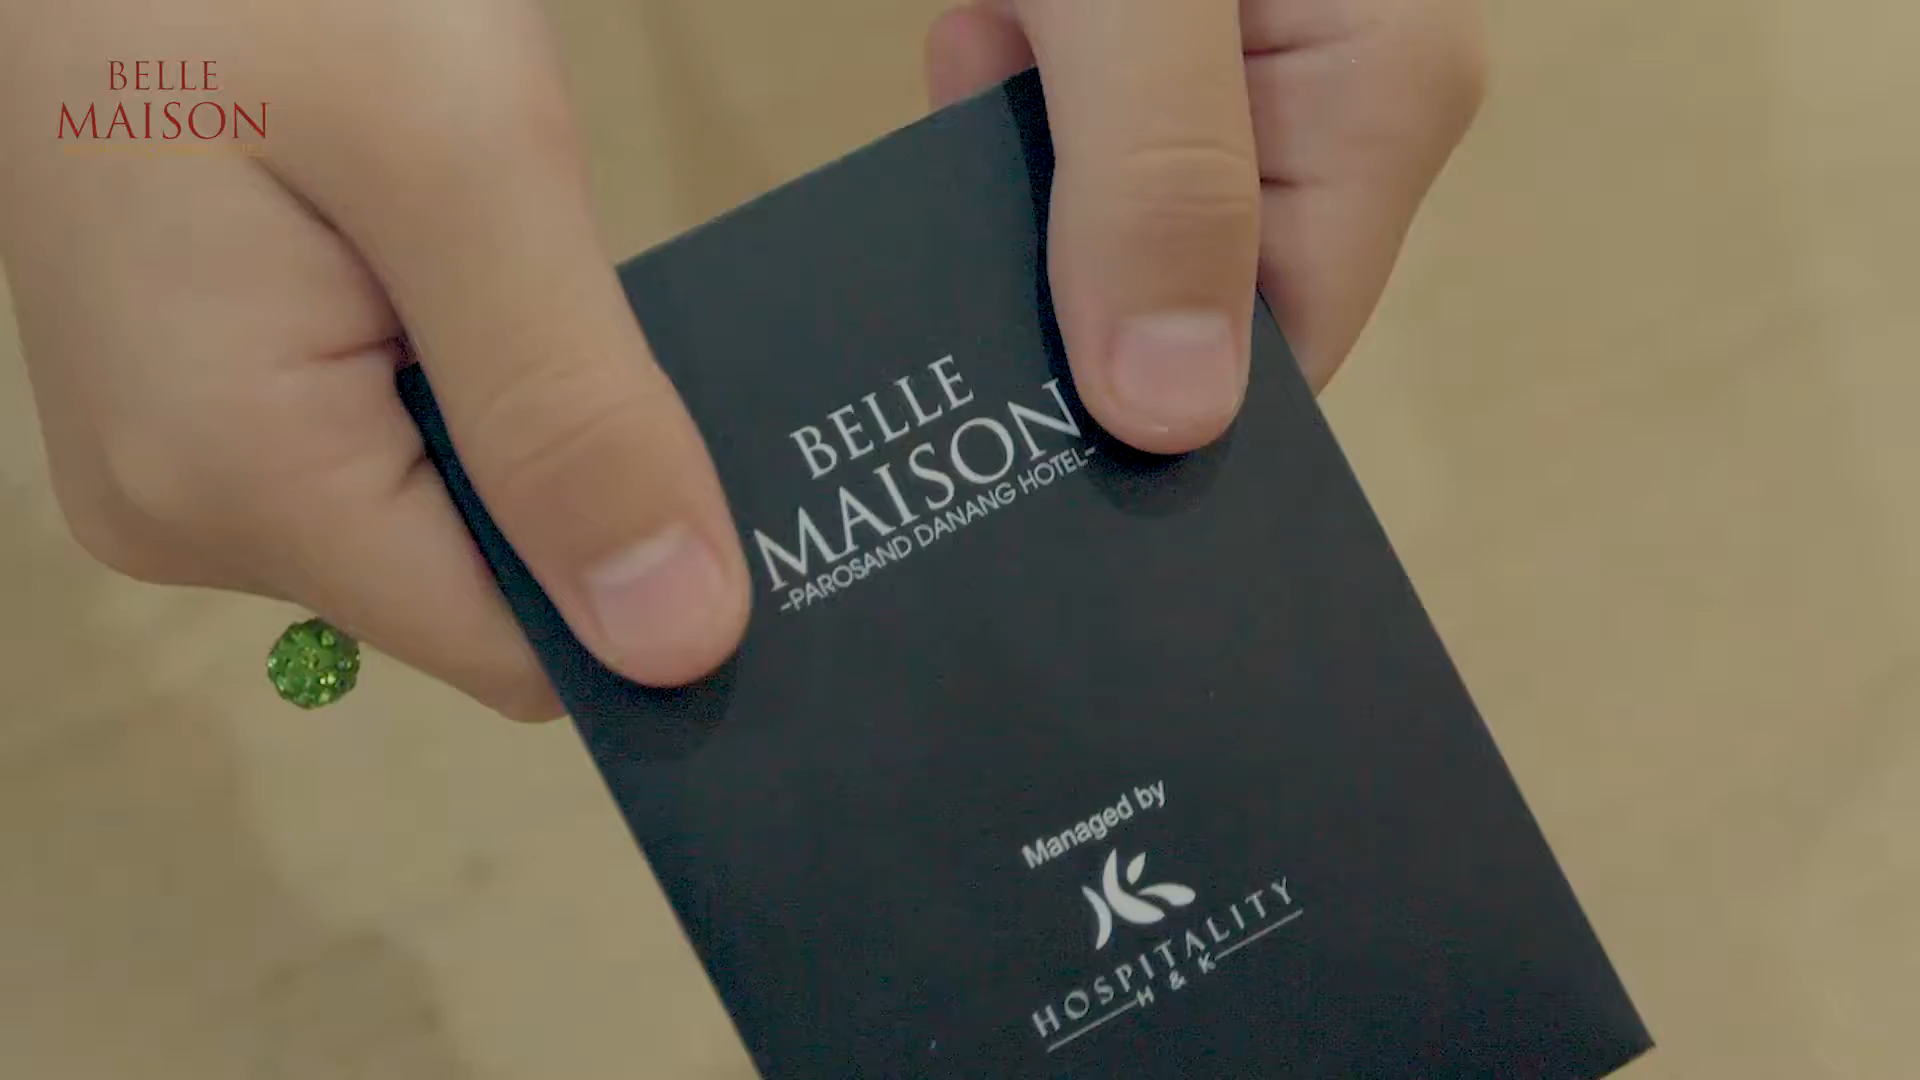 BELLE
MAISON
BELLE
MAISON
-PAROSAND DANANG HOTEL-
Managed by
HOSPITALITY
H & K